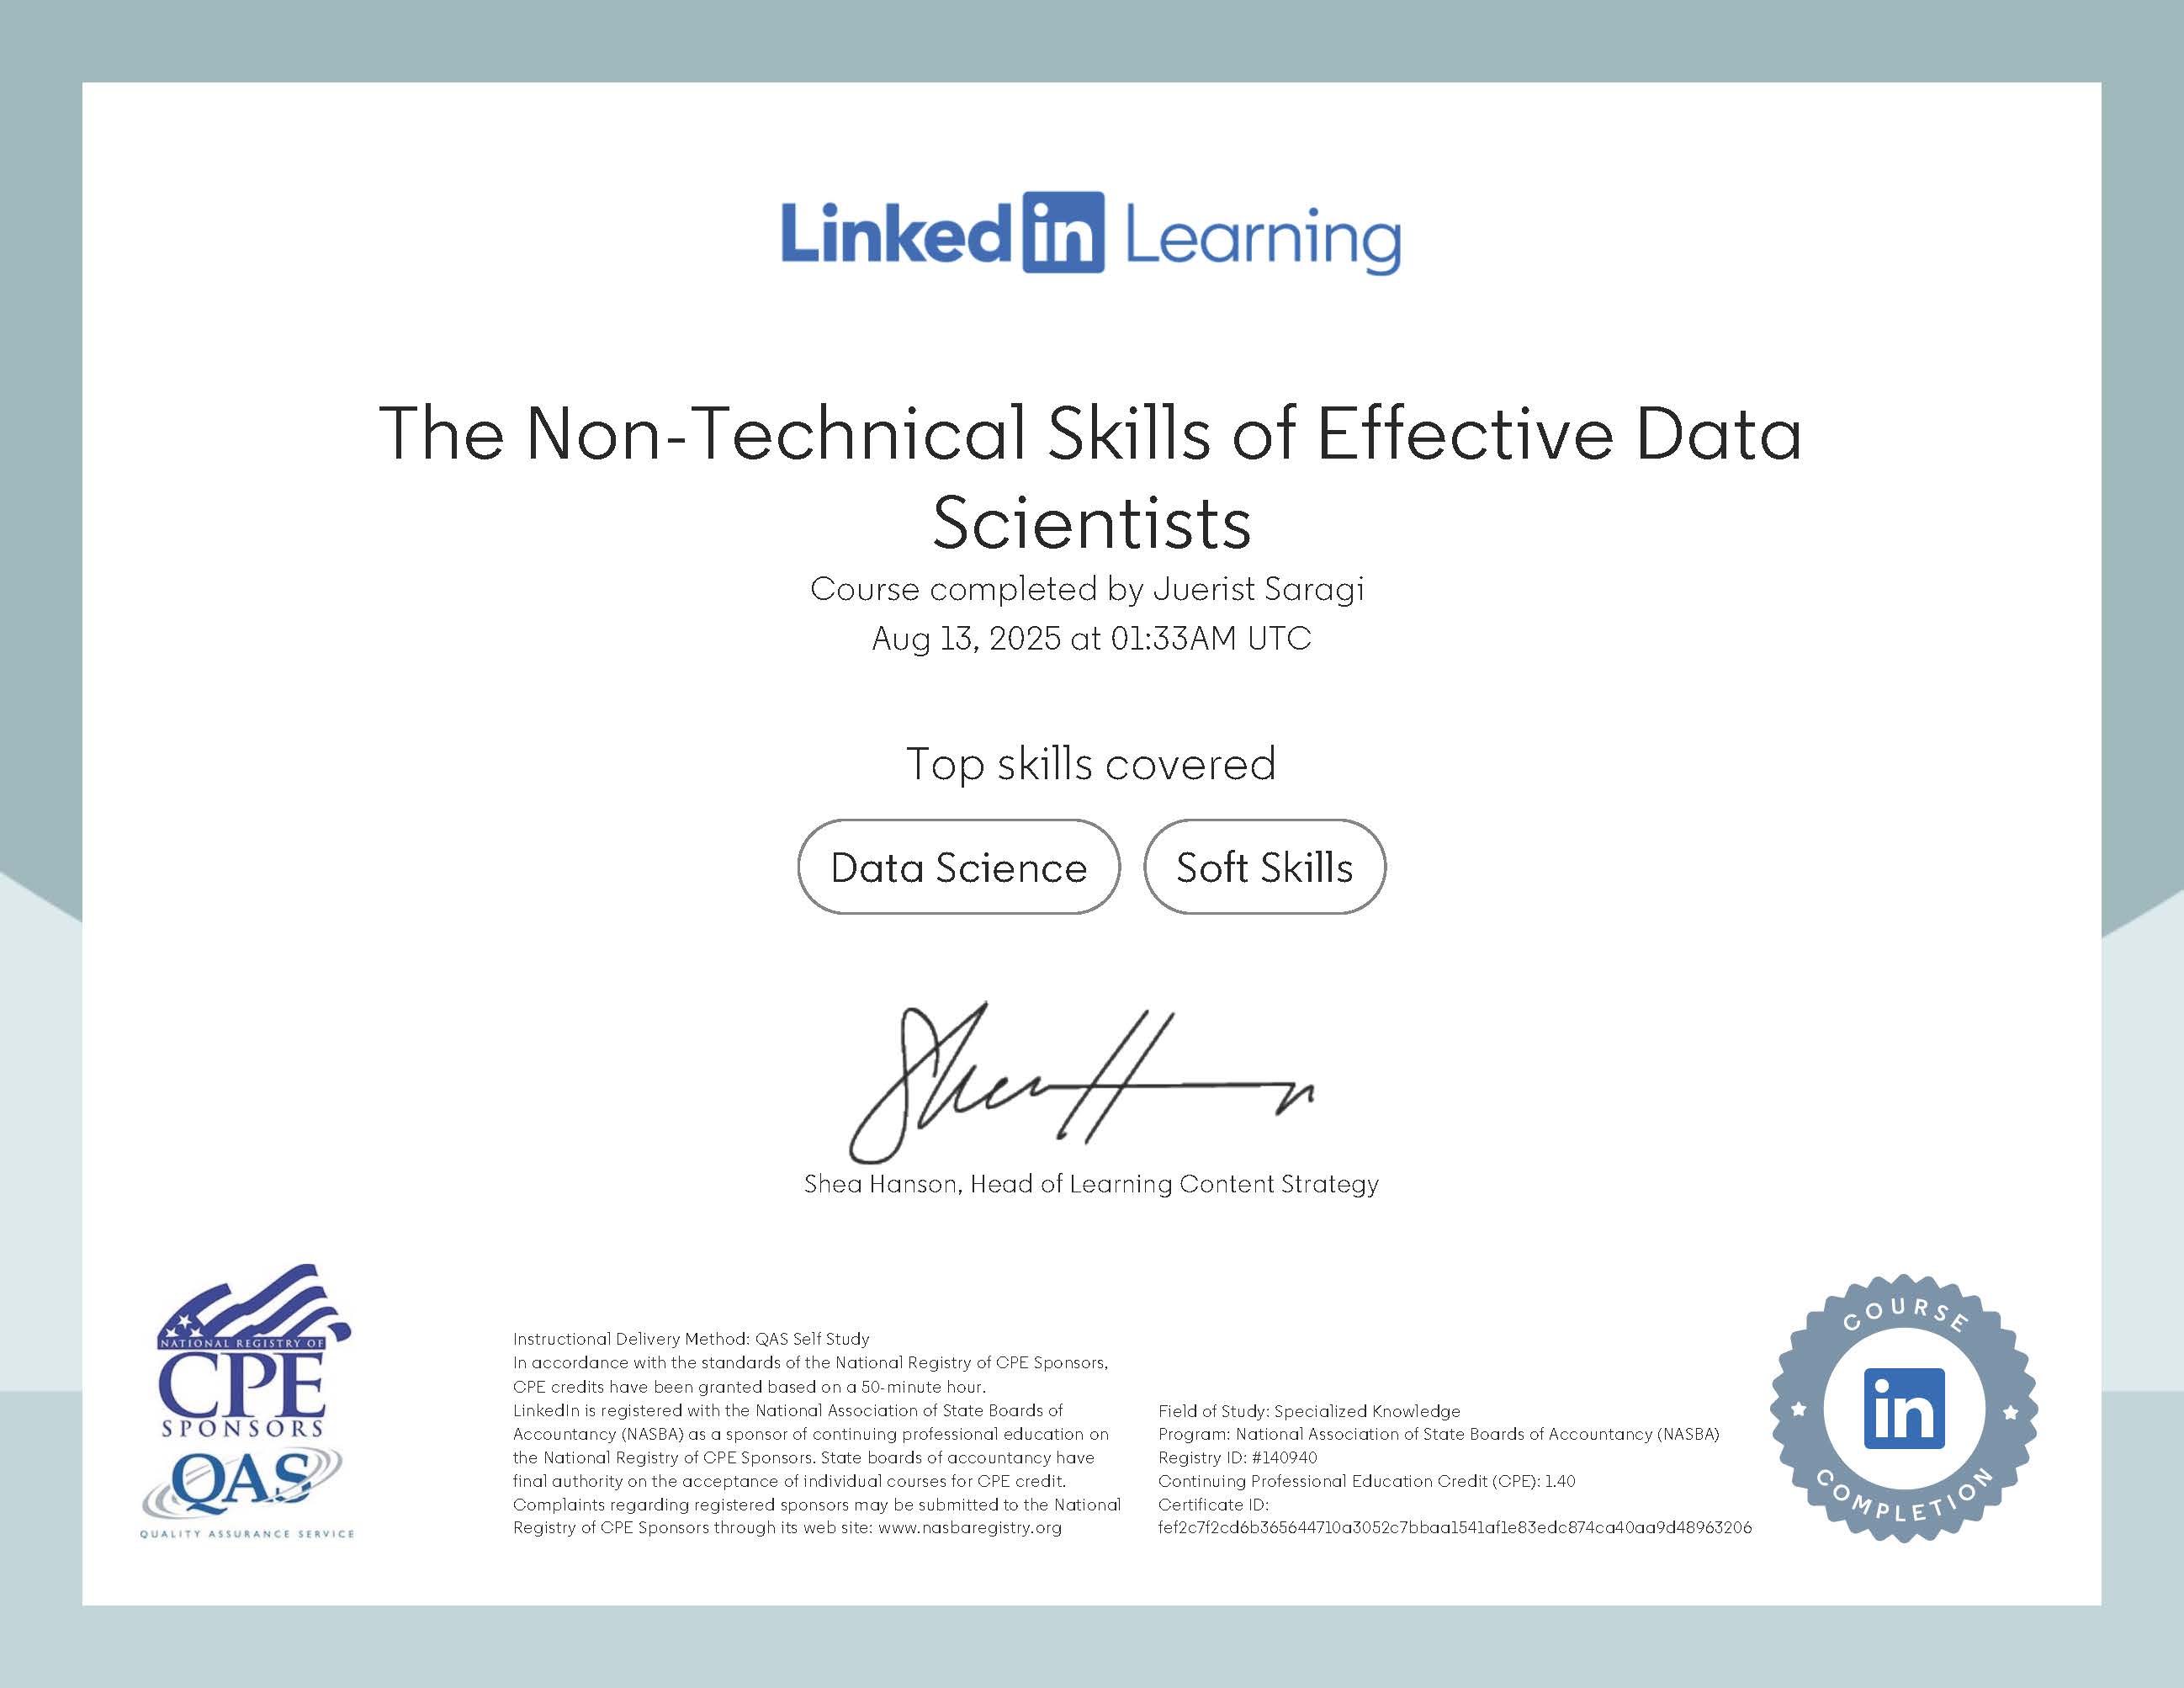 Linked in Learning
The Non-Technical Skills of Effective Data
Scientists
Course completed by Juerist Saragi
Aug 13, 2025 at 01:33AM UTC
Top skills covered
Data Science
Soft Skills
Shea Hanson, Head of Learning Content Strategy
NATIONAL REGISTRY OF
CPE
SPONSORS
QAS
QUALITY ASSURANCE SERVICE
Instructional Delivery Method: QAS Self Study
In accordance with the standards of the National Registry of CPE Sponsors,
CPE credits have been granted based on a 50-minute hour.
LinkedIn is registered with the National Association of State Boards of
Accountancy (NASBA) as a sponsor of continuing professional education on
the National Registry of CPE Sponsors. State boards of accountancy have
final authority on the acceptance of individual courses for CPE credit.
Complaints regarding registered sponsors may be submitted to the National
Registry of CPE Sponsors through its web site: www.nasbaregistry.org
Field of Study: Specialized Knowledge
Program: National Association of State Boards of Accountancy (NASBA)
Registry ID: #140940
Continuing Professional Education Credit (CPE): 1.40
Certificate ID:
fef2c7f2cd6b365644710a3052c7bbaa1541af1e83edc874ca40aa9d48963206
COURSE
in
COMPLETION